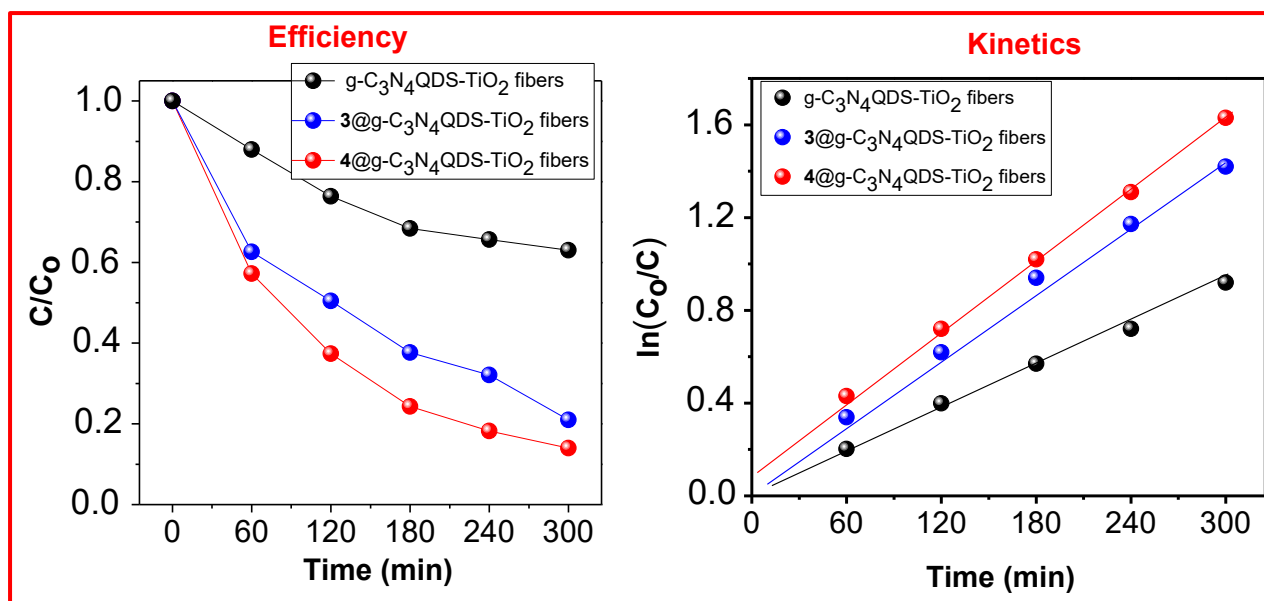 Efficiency
g-C₃N₄QDS-TiO₂ fibers
3@g-C₃N₄QDS-TiO₂ fibers
4@g-C₃N₄QDS-TiO₂ fibers
1.0
0.8
0.6
0.4
0.2
0.0
C/C₀
0 60 120 180 240 300
Time (min)
Kinetics
g-C₃N₄QDS-TiO₂ fibers
3@g-C₃N₄QDS-TiO₂ fibers
4@g-C₃N₄QDS-TiO₂ fibers
1.6
1.2
0.8
0.4
0.0
ln(C₀/C)
0 60 120 180 240 300
Time (min)